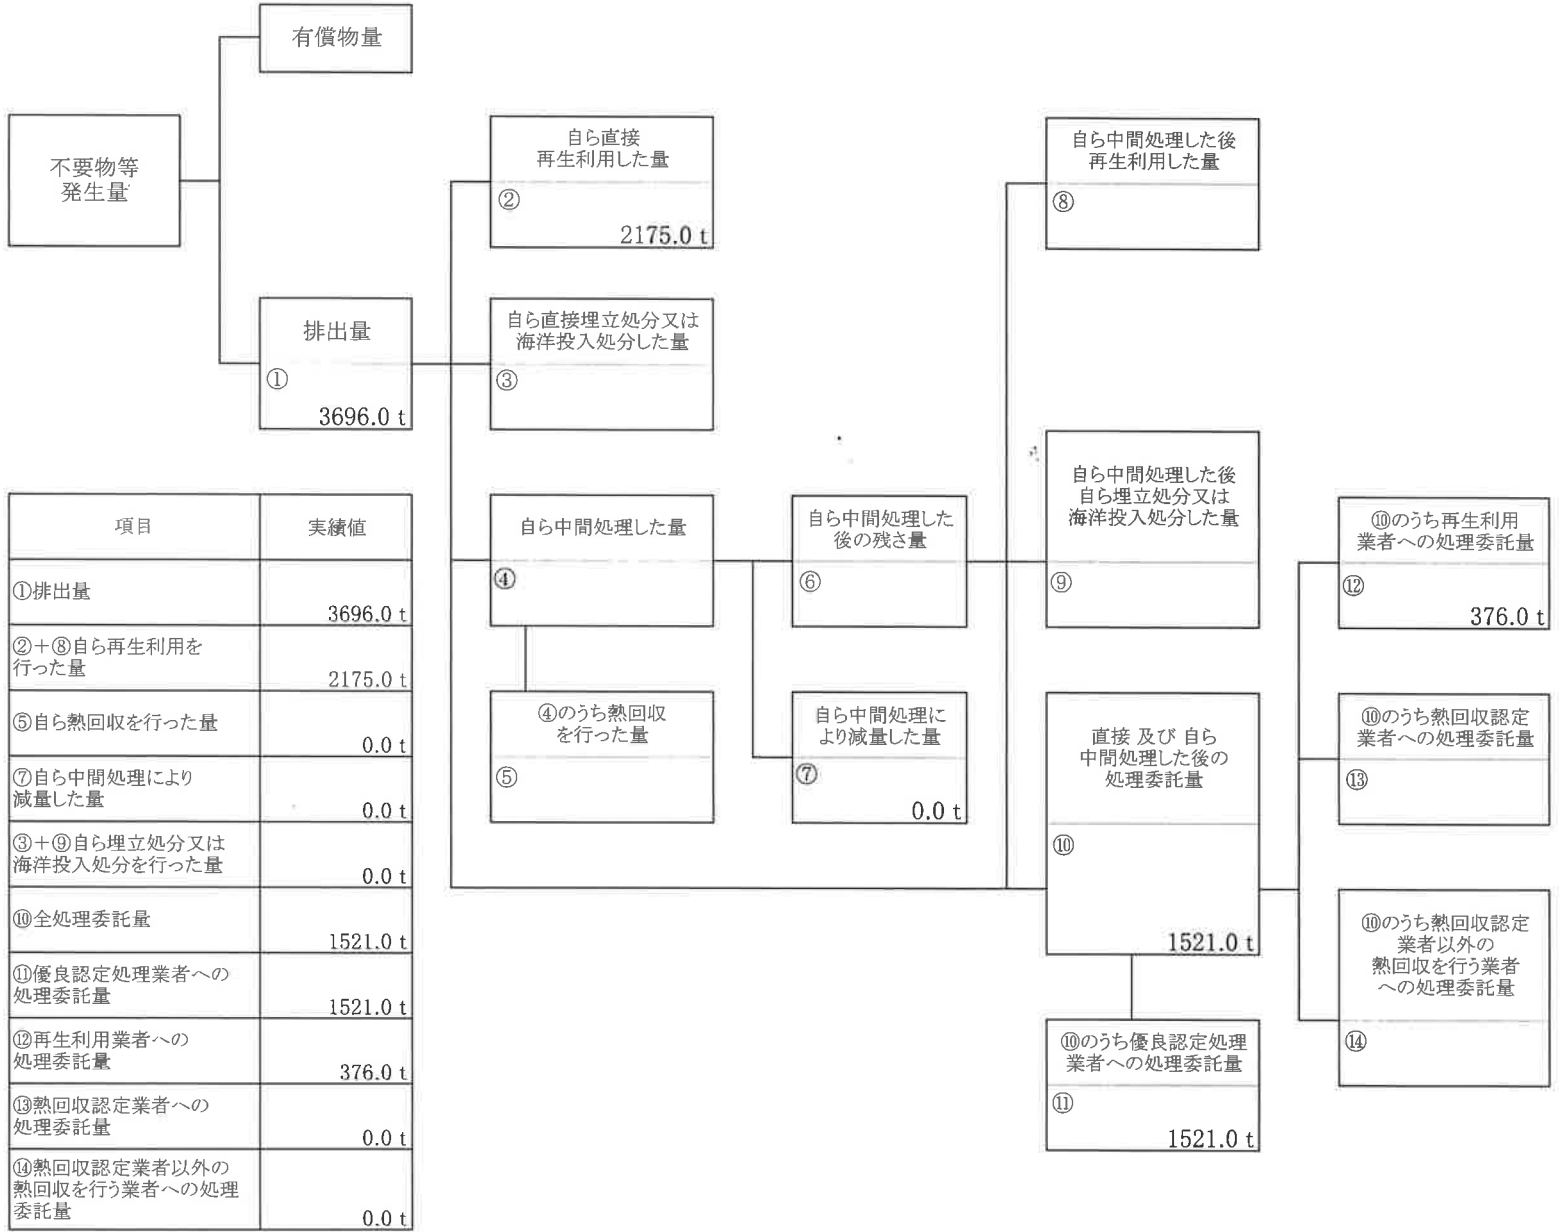 有償物量
不要物等
発生量
自ら直接
再生利用した量
②
2175.0 t
自ら中間処理した後
再生利用した量
⑧
排出量
①
3696.0 t
自ら直接埋立処分又は
海洋投入処分した量
③
自ら中間処理した量
④
自ら中間処理した
後の残さ量
⑥
自ら中間処理した後
自ら埋立処分又は
海洋投入処分した量
⑨
⑩のうち再生利用
業者への処理委託量
⑫
376.0 t
④のうち熱回収
を行った量
⑤
自ら中間処理に
より減量した量
⑦
0.0 t
直接 及び 自ら
中間処理した後の
処理委託量
⑩
1521.0 t
⑩のうち熱回収認定
業者への処理委託量
⑬
⑩のうち熱回収認定
業者以外の
熱回収を行う業者
への処理委託量
⑭
⑩のうち優良認定処理
業者への処理委託量
⑪
1521.0 t
項目
実績値
①排出量
3696.0 t
②＋⑧自ら再生利用を
行った量
2175.0 t
⑤自ら熱回収を行った量
0.0 t
⑦自ら中間処理により
減量した量
0.0 t
③＋⑨自ら埋立処分又は
海洋投入処分を行った量
0.0 t
⑩全処理委託量
1521.0 t
⑪優良認定処理業者への
処理委託量
1521.0 t
⑫再生利用業者への
処理委託量
376.0 t
⑬熱回収認定業者への
処理委託量
0.0 t
⑭熱回収認定業者以外の
熱回収を行う業者への処理
委託量
0.0 t